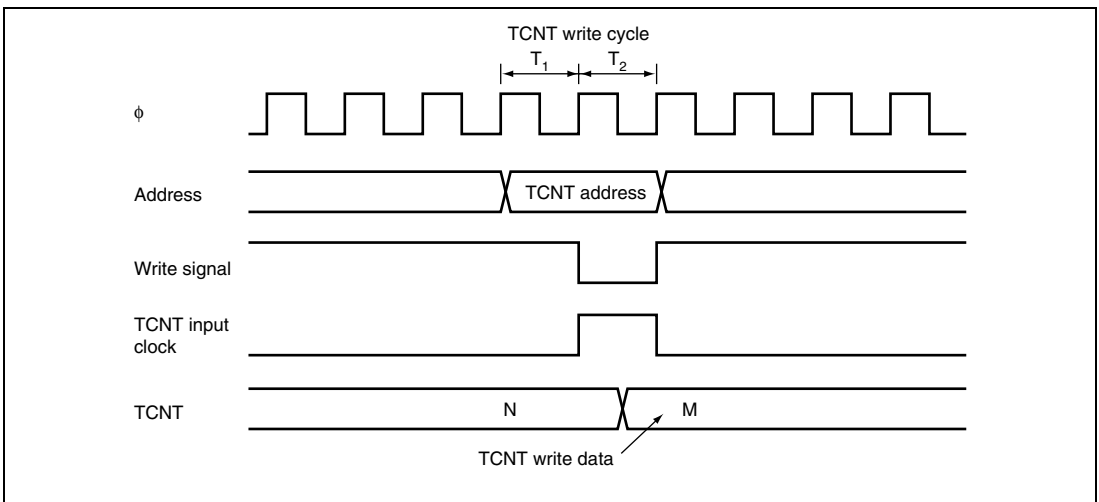 TCNT write cycle
T1 T2
φ
Address
TCNT address
Write signal
TCNT input
clock
TCNT
N
M
TCNT write data